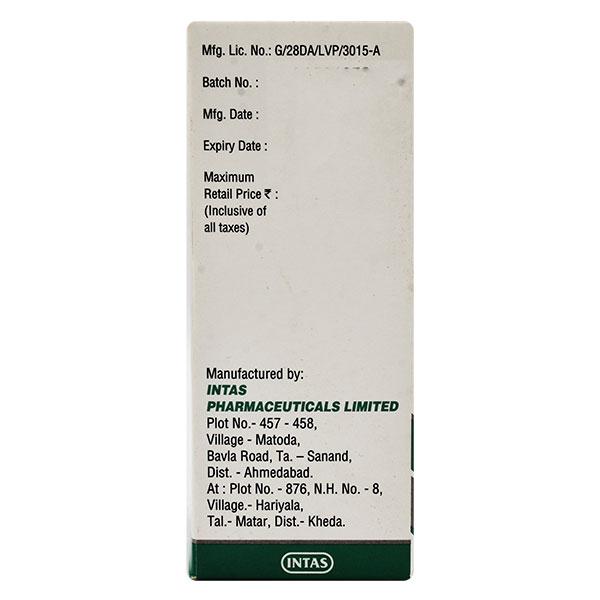 Mfg. Lic. No.: G/28DA/LVP/3015-A
Batch No. :
Mfg. Date :
Expiry Date :
Maximum
Retail Price ₹ :
(Inclusive of
all taxes)
Manufactured by:
INTAS
PHARMACEUTICALS LIMITED
Plot No.- 457 - 458,
Village - Matoda,
Bavla Road, Ta. – Sanand,
Dist. - Ahmedabad.
At : Plot No. - 876, N.H. No. - 8,
Village.- Hariyala,
Tal.- Matar, Dist.- Kheda.
INTAS